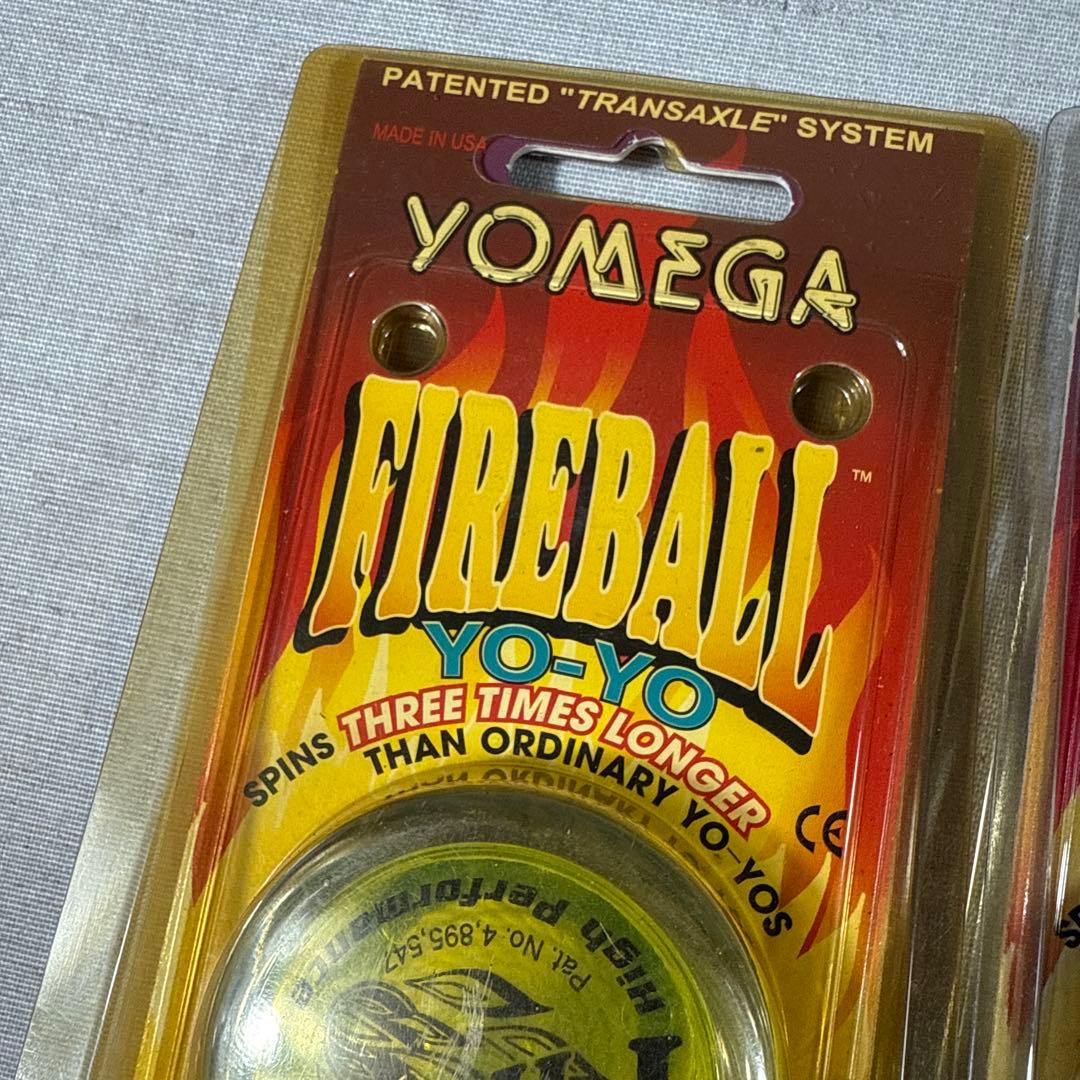 PATENTED "TRANSAXLE" SYSTEM
MADE IN USA
YOMEGA
FIREBALL
™
YO-YO
SPINS THREE TIMES LONGER
THAN ORDINARY YO-YOS
CE
High performance
Pat. No. 4,895,547